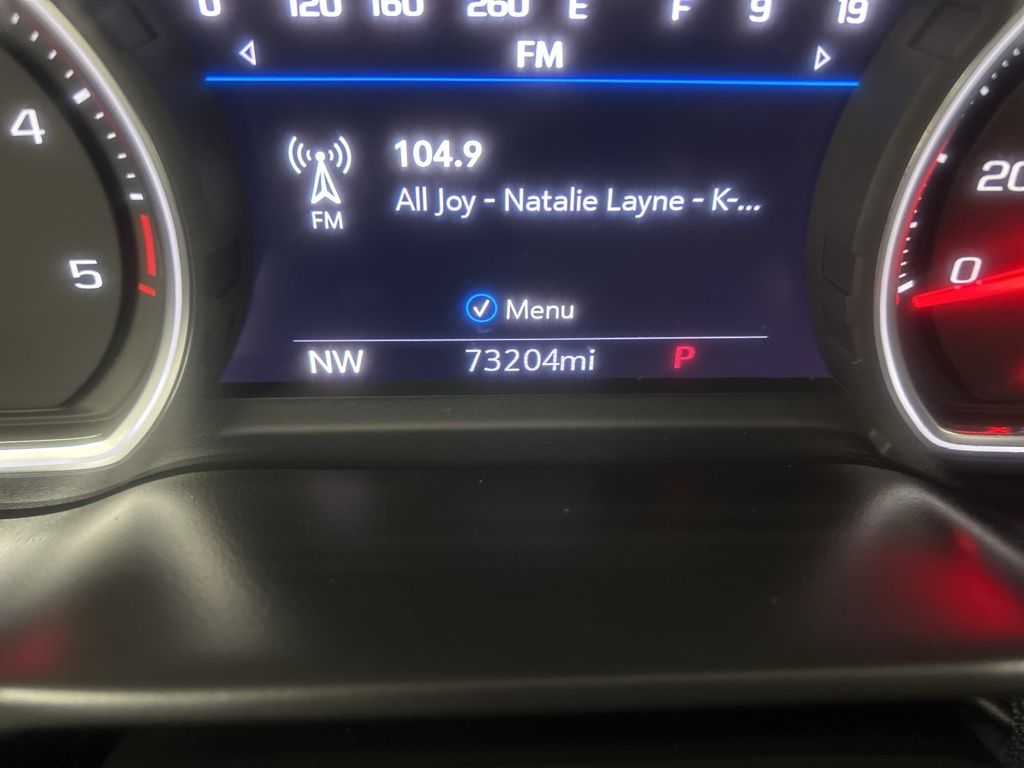 0 120 160 260 E F 9 19
FM
4
104.9
20
All Joy - Natalie Layne - K-...
FM
5
0
Menu
NW 73204mi P